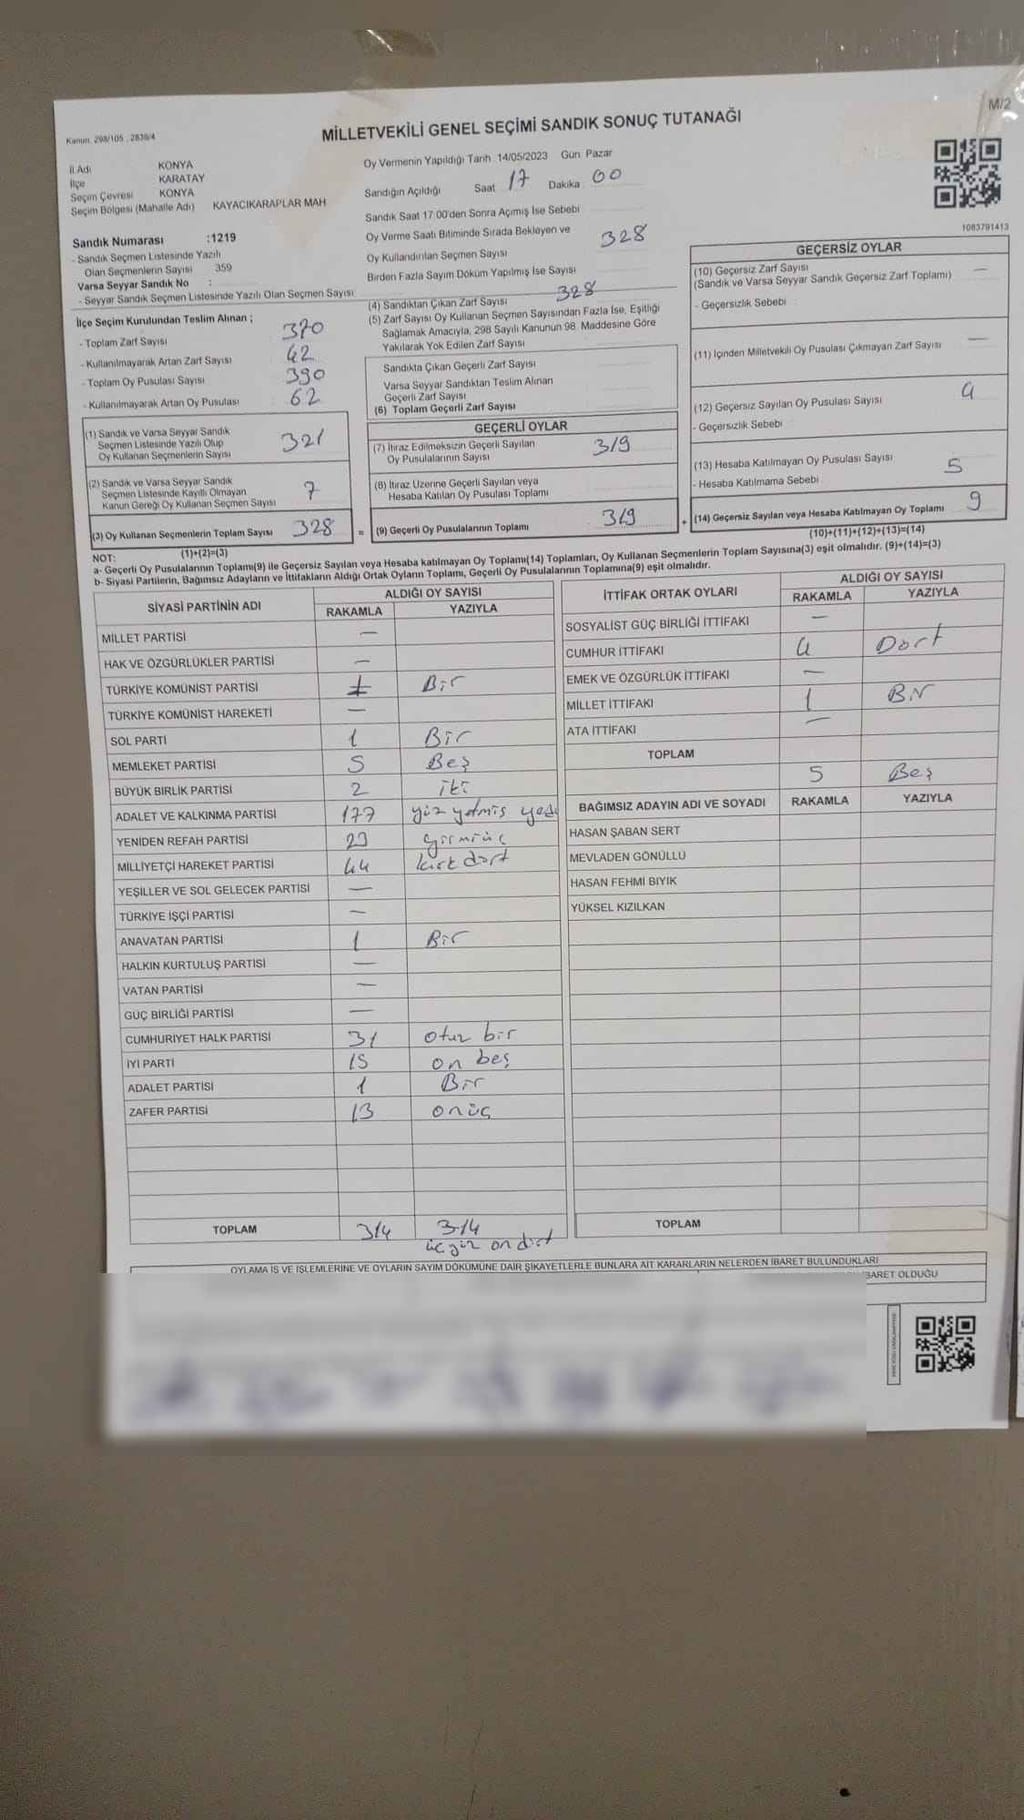 M/2
Kanun: 298/105 , 2839/4
MİLLETVEKİLİ GENEL SEÇİMİ SANDIK SONUÇ TUTANAĞI
İl Adı KONYA
İlçe KARATAY
Seçim Çevresi KONYA
Seçim Bölgesi (Mahalle Adı) KAYACIKARAPLAR MAH
Sandık Numarası :1219
- Sandık Seçmen Listesinde Yazılı
Olan Seçmenlerin Sayısı 359
Varsa Seyyar Sandık No :
- Seyyar Sandık Seçmen Listesinde Yazılı Olan Seçmen Sayısı
Oy Vermenin Yapıldığı Tarih 14/05/2023 Gün Pazar
Sandığın Açıldığı Saat 17 Dakika 00
Sandık Saat 17:00'den Sonra Açımış İse Sebebi
Oy Verme Saati Bitiminde Sırada Bekleyen ve
Oy Kullandırılan Seçmen Sayısı 328
Birden Fazla Sayım Döküm Yapılmış İse Sayısı
1083791413
İlçe Seçim Kurulundan Teslim Alınan ;
- Toplam Zarf Sayısı 370
- Kullanılmayarak Artan Zarf Sayısı 42
- Toplam Oy Pusulası Sayısı 390
- Kullanılmayarak Artan Oy Pusulası 62
(1) Sandık ve Varsa Seyyar Sandık
Seçmen Listesinde Yazılı Olup
Oy Kullanan Seçmenlerin Sayısı 321
(2) Sandık ve Varsa Seyyar Sandık
Seçmen Listesinde Kayıtlı Olmayan
Kanun Gereği Oy Kullanan Seçmen Sayısı 7
(3) Oy Kullanan Seçmenlerin Toplam Sayısı 328 =
(1)+(2)=(3)
(4) Sandıktan Çıkan Zarf Sayısı 328
(5) Zarf Sayısı Oy Kullanan Seçmen Sayısından Fazla İse, Eşitliği
Sağlamak Amacıyla, 298 Sayılı Kanunun 98. Maddesine Göre
Yakılarak Yok Edilen Zarf Sayısı
Sandıkta Çıkan Geçerli Zarf Sayısı
Varsa Seyyar Sandıktan Teslim Alınan
Geçerli Zarf Sayısı
(6) Toplam Geçerli Zarf Sayısı
GEÇERLİ OYLAR
(7) İtiraz Edilmeksizin Geçerli Sayılan
Oy Pusulalarının Sayısı 319
(8) İtiraz Üzerine Geçerli Sayılan veya
Hesaba Katılan Oy Pusulası Toplamı
(9) Geçerli Oy Pusulalarının Toplamı 319 +
GEÇERSİZ OYLAR
(10) Geçersiz Zarf Sayısı —
(Sandık ve Varsa Seyyar Sandık Geçersiz Zarf Toplamı)
- Geçersizlik Sebebi
(11) İçinden Milletvekili Oy Pusulası Çıkmayan Zarf Sayısı —
(12) Geçersiz Sayılan Oy Pusulası Sayısı 4
- Geçersizlik Sebebi
(13) Hesaba Katılmayan Oy Pusulası Sayısı 5
- Hesaba Katılmama Sebebi
(14) Geçersiz Sayılan veya Hesaba Katılmayan Oy Toplamı 9
(10)+(11)+(12)+(13)=(14)
NOT:
a- Geçerli Oy Pusulalarının Toplamı(9) ile Geçersiz Sayılan veya Hesaba katılmayan Oy Toplamı(14) Toplamları, Oy Kullanan Seçmenlerin Toplam Sayısına(3) eşit olmalıdır. (9)+(14)=(3)
b- Siyasi Partilerin, Bağımsız Adayların ve İttifakların Aldığı Ortak Oyların Toplamı, Geçerli Oy Pusulalarının Toplamına(9) eşit olmalıdır.
SİYASİ PARTİNİN ADI ALDIĞI OY SAYISI
RAKAMLA YAZIYLA
MİLLET PARTİSİ —
HAK VE ÖZGÜRLÜKLER PARTİSİ —
TÜRKİYE KOMÜNİST PARTİSİ 1 Bir
TÜRKİYE KOMÜNİST HAREKETİ —
SOL PARTİ 1 Bir
MEMLEKET PARTİSİ 5 Beş
BÜYÜK BİRLİK PARTİSİ 2 iki
ADALET VE KALKINMA PARTİSİ 177 yüz yetmiş yedi
YENİDEN REFAH PARTİSİ 23
MİLLİYETÇİ HAREKET PARTİSİ 44 kırk dört
YEŞİLLER VE SOL GELECEK PARTİSİ —
TÜRKİYE İŞÇİ PARTİSİ —
ANAVATAN PARTİSİ 1 Bir
HALKIN KURTULUŞ PARTİSİ —
VATAN PARTİSİ —
GÜÇ BİRLİĞİ PARTİSİ —
CUMHURİYET HALK PARTİSİ 31 otuz bir
İYİ PARTİ 15 on beş
ADALET PARTİSİ 1 Bir
ZAFER PARTİSİ 13 onüç
TOPLAM 314 314
üç yüz on dört
İTTİFAK ORTAK OYLARI ALDIĞI OY SAYISI
RAKAMLA YAZIYLA
SOSYALİST GÜÇ BİRLİĞİ İTTİFAKI —
CUMHUR İTTİFAKI 4 Dört
EMEK VE ÖZGÜRLÜK İTTİFAKI —
MİLLET İTTİFAKI 1 Bir
ATA İTTİFAKI —
TOPLAM
5 Beş
BAĞIMSIZ ADAYIN ADI VE SOYADI RAKAMLA YAZIYLA
HASAN ŞABAN SERT
MEVLADEN GÖNÜLLÜ
HASAN FEHMİ BIYIK
YÜKSEL KIZILKAN
TOPLAM
OYLAMA İŞ VE İŞLEMLERİNE VE OYLARIN SAYIM DÖKÜMÜNE DAİR ŞİKAYETLERLE BUNLARA AİT KARARLARIN NELERDEN İBARET BULUNDUKLARI
BARET OLDUĞU